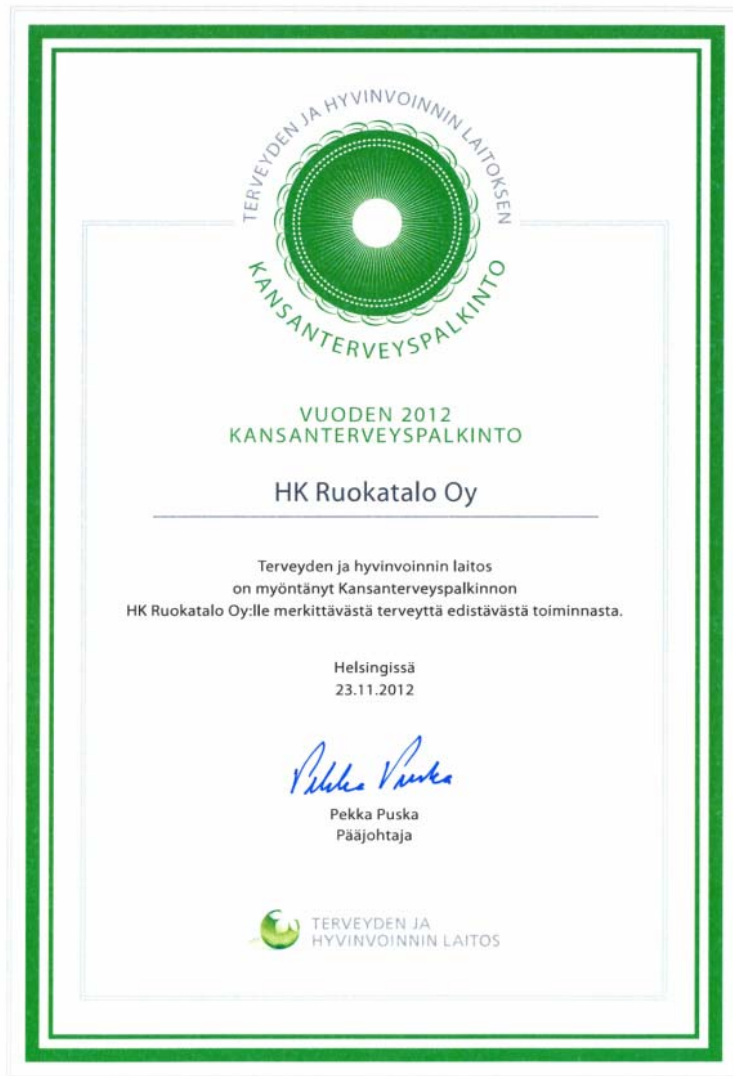 TERVEYDEN JA HYVINVOINNIN LAITOKSEN
KANSANTERVEYSPALKINTO
VUODEN 2012
KANSANTERVEYSPALKINTO
HK Ruokatalo Oy
Terveyden ja hyvinvoinnin laitos
on myöntänyt Kansanterveyspalkinnon
HK Ruokatalo Oy:lle merkittävästä terveyttä edistävästä toiminnasta.
Helsingissä
23.11.2012
Pekka Puska
Pekka Puska
Pääjohtaja
TERVEYDEN JA
HYVINVOINNIN LAITOS